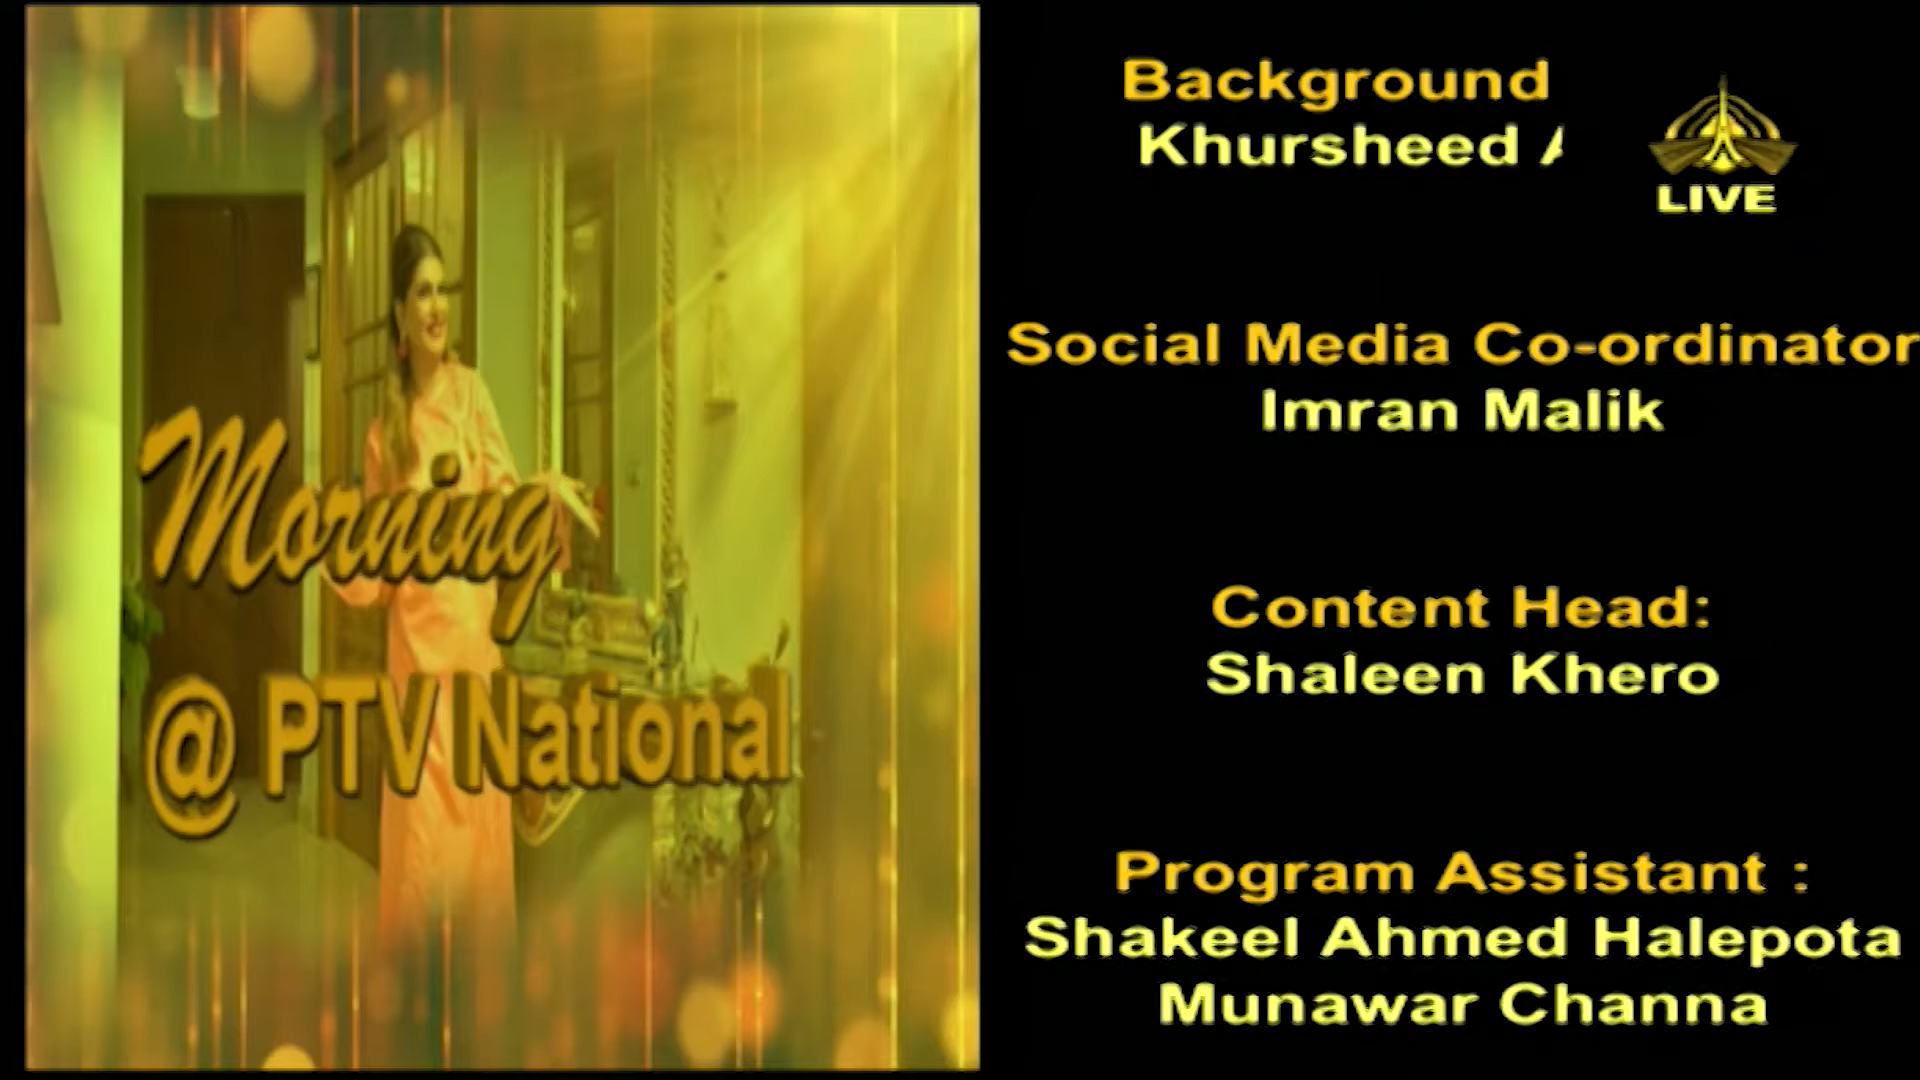 Morning
@ PTV National
Background
Khursheed A
LIVE
Social Media Co-ordinator
Imran Malik
Content Head:
Shaleen Khero
Program Assistant :
Shakeel Ahmed Halepota
Munawar Channa